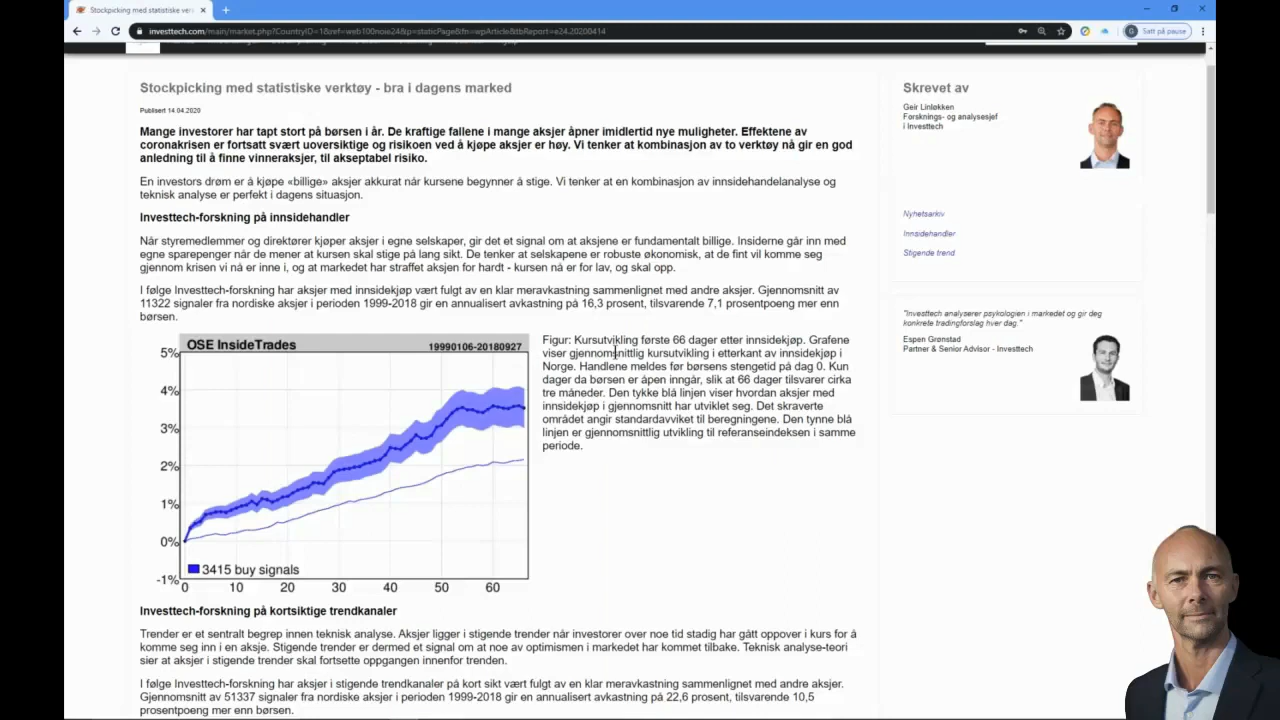 Stockpicking med statistiske ver
investtech.com/main/market.php?CountryID=1&ref=web100now24&p=staticPage&fn=wpArticle&tbReport=e24.20200414
Satt på pause
Stockpicking med statistiske verktøy - bra i dagens marked
Publisert 14.04.2020
Mange investorer har tapt stort på børsen i år. De kraftige fallene i mange aksjer åpner imidlertid nye muligheter. Effektene av
coronakrisen er fortsatt svært uoversiktige og risikoen ved å kjøpe aksjer er høy. Vi tenker at kombinasjon av to verktøy nå gir en god
anledning til å finne vinneraksjer, til akseptabel risiko.
En investors drøm er å kjøpe «billige» aksjer akkurat når kursene begynner å stige. Vi tenker at en kombinasjon av innsidehandelanalyse og
teknisk analyse er perfekt i dagens situasjon.
Investtech-forskning på innsidehandler
Når styremedlemmer og direktører kjøper aksjer i egne selskaper, gir det et signal om at aksjene er fundamentalt billige. Insiderne går inn med
egne sparepenger når de mener at kursen skal stige på lang sikt. De tenker at selskapene er robuste økonomisk, at de fint vil komme seg
gjennom krisen vi nå er inne i, og at markedet har straffet aksjen for hardt - kursen nå er for lav, og skal opp.
I følge Investtech-forskning har aksjer med innsidekjøp vært fulgt av en klar meravkastning sammenlignet med andre aksjer. Gjennomsnitt av
11322 signaler fra nordiske aksjer i perioden 1999-2018 gir en annualisert avkastning på 16,3 prosent, tilsvarende 7,1 prosentpoeng mer enn
børsen.
OSE InsideTrades
19990106-20180927
5%
4%
3%
2%
1%
0%
-1%
3415 buy signals
0 10 20 30 40 50 60
Figur: Kursutvikling første 66 dager etter innsidekjøp. Grafene
viser gjennomsnittlig kursutvikling i etterkant av innsidekjøp i
Norge. Handlene meldes før børsens stengetid på dag 0. Kun
dager da børsen er åpen inngår, slik at 66 dager tilsvarer cirka
tre måneder. Den tykke blå linjen viser hvordan aksjer med
innsidekjøp i gjennomsnitt har utviklet seg. Det skraverte
området angir standardavviket til beregningene. Den tynne blå
linjen er gjennomsnittlig utvikling til referanseindeksen i samme
periode.
Investtech-forskning på kortsiktige trendkanaler
Trender er et sentralt begrep innen teknisk analyse. Aksjer ligger i stigende trender når investorer over noe tid stadig har gått oppover i kurs for å
komme seg inn i en aksje. Stigende trender er dermed et signal om at noe av optimismen i markedet har kommet tilbake. Teknisk analyse-teori
sier at aksjer i stigende trender skal fortsette oppgangen innenfor trenden.
I følge Investtech-forskning har aksjer i stigende trendkanaler på kort sikt vært fulgt av en klar meravkastning sammenlignet med andre aksjer.
Gjennomsnitt av 51337 signaler fra nordiske aksjer i perioden 1999-2018 gir en annualisert avkastning på 22,6 prosent, tilsvarende 10,5
prosentpoeng mer enn børsen.
Skrevet av
Geir Linløkken
Forsknings- og analysesjef
i Investtech
Nyhetsarkiv
Innsidehandler
Stigende trend
"Investtech analyserer psykologien i markedet og gir deg
konkrete tradingforslag hver dag."
Espen Grønstad
Partner & Senior Advisor - Investtech